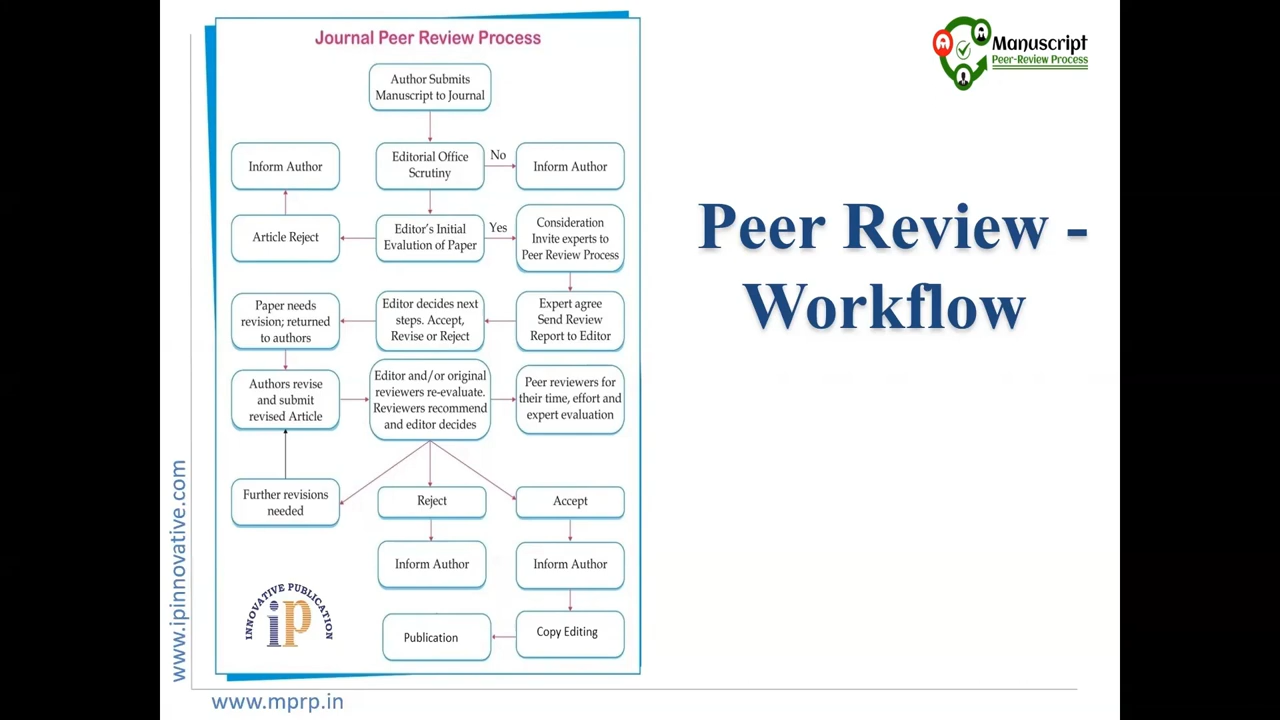 Journal Peer Review Process
Author Submits
Manuscript to Journal
Inform Author
Editorial Office
Scrutiny
No
Inform Author
Article Reject
Editor's Initial
Evalution of Paper
Yes
Consideration
Invite experts to
Peer Review Process
Paper needs
revision; returned
to authors
Editor decides next
steps. Accept,
Revise or Reject
Expert agree
Send Review
Report to Editor
Authors revise
and submit
revised Article
Editor and/or original
reviewers re-evaluate.
Reviewers recommend
and editor decides
Peer reviewers for
their time, effort and
expert evaluation
Further revisions
needed
Reject
Accept
Inform Author
Inform Author
Publication
Copy Editing
INNOVATIVE PUBLICATION
iP
www.ipinnovative.com
www.mprp.in
Manuscript
Peer-Review Process
Peer Review -
Workflow